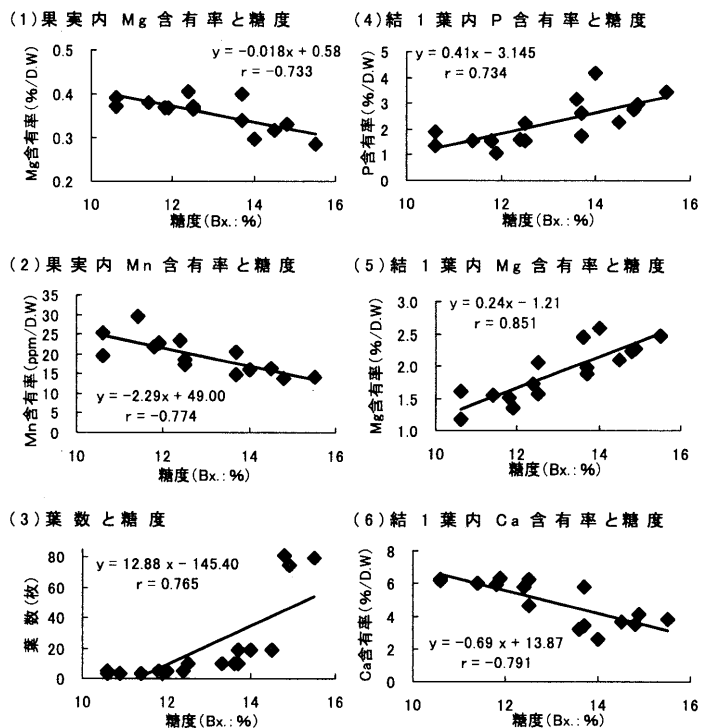 (1)果実内 Mg 含有率と糖度
y = −0.018x + 0.58
r = −0.733
0.5
0.4
0.3
0.2
Mg含有率(%/D.W)
10 12 14 16
糖度(Bx.:%)
(2)果実内 Mn 含有率と糖度
35
30
25
20
15
10
5
0
Mn含有率(ppm/D.W)
y = −2.29x + 49.00
r = −0.774
10 12 14 16
糖度(Bx.:%)
(3)葉数と糖度
y = 12.88 x − 145.40
r = 0.765
80
60
40
20
0
葉数(枚)
10 12 14 16
糖度(Bx.:%)
(4)結1葉内 P 含有率と糖度
y = 0.41x − 3.145
r = 0.734
5
4
3
2
1
0
P含有率(%/D.W)
10 12 14 16
糖度(Bx.:%)
(5)結1葉内 Mg 含有率と糖度
y = 0.24x − 1.21
r = 0.851
3.0
2.5
2.0
1.5
1.0
Mg含有率(%/D.W)
10 12 14 16
糖度(Bx.:%)
(6)結1葉内 Ca 含有率と糖度
8
6
4
2
0
Ca含有率(%/D.W)
y = −0.69 x + 13.87
r = −0.791
10 12 14 16
糖度(Bx.:%)